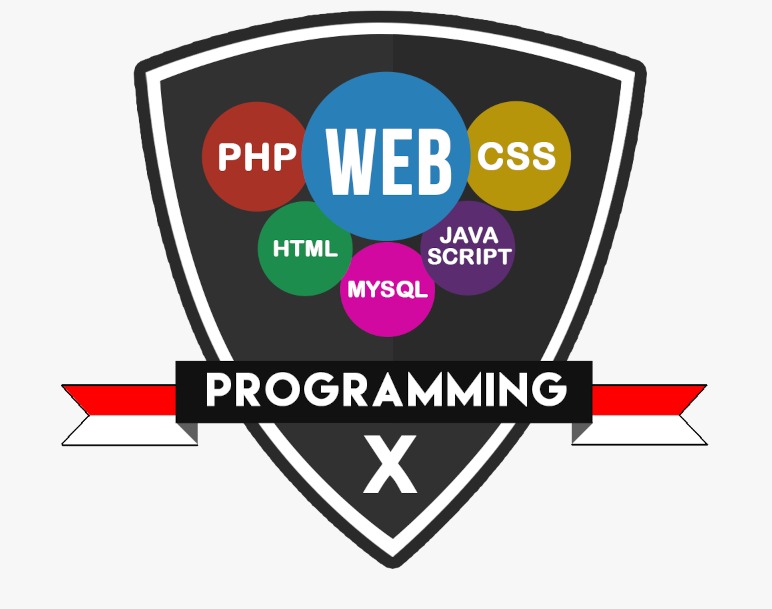 PHP
WEB
CSS
HTML
JAVA
SCRIPT
MYSQL
PROGRAMMING
X